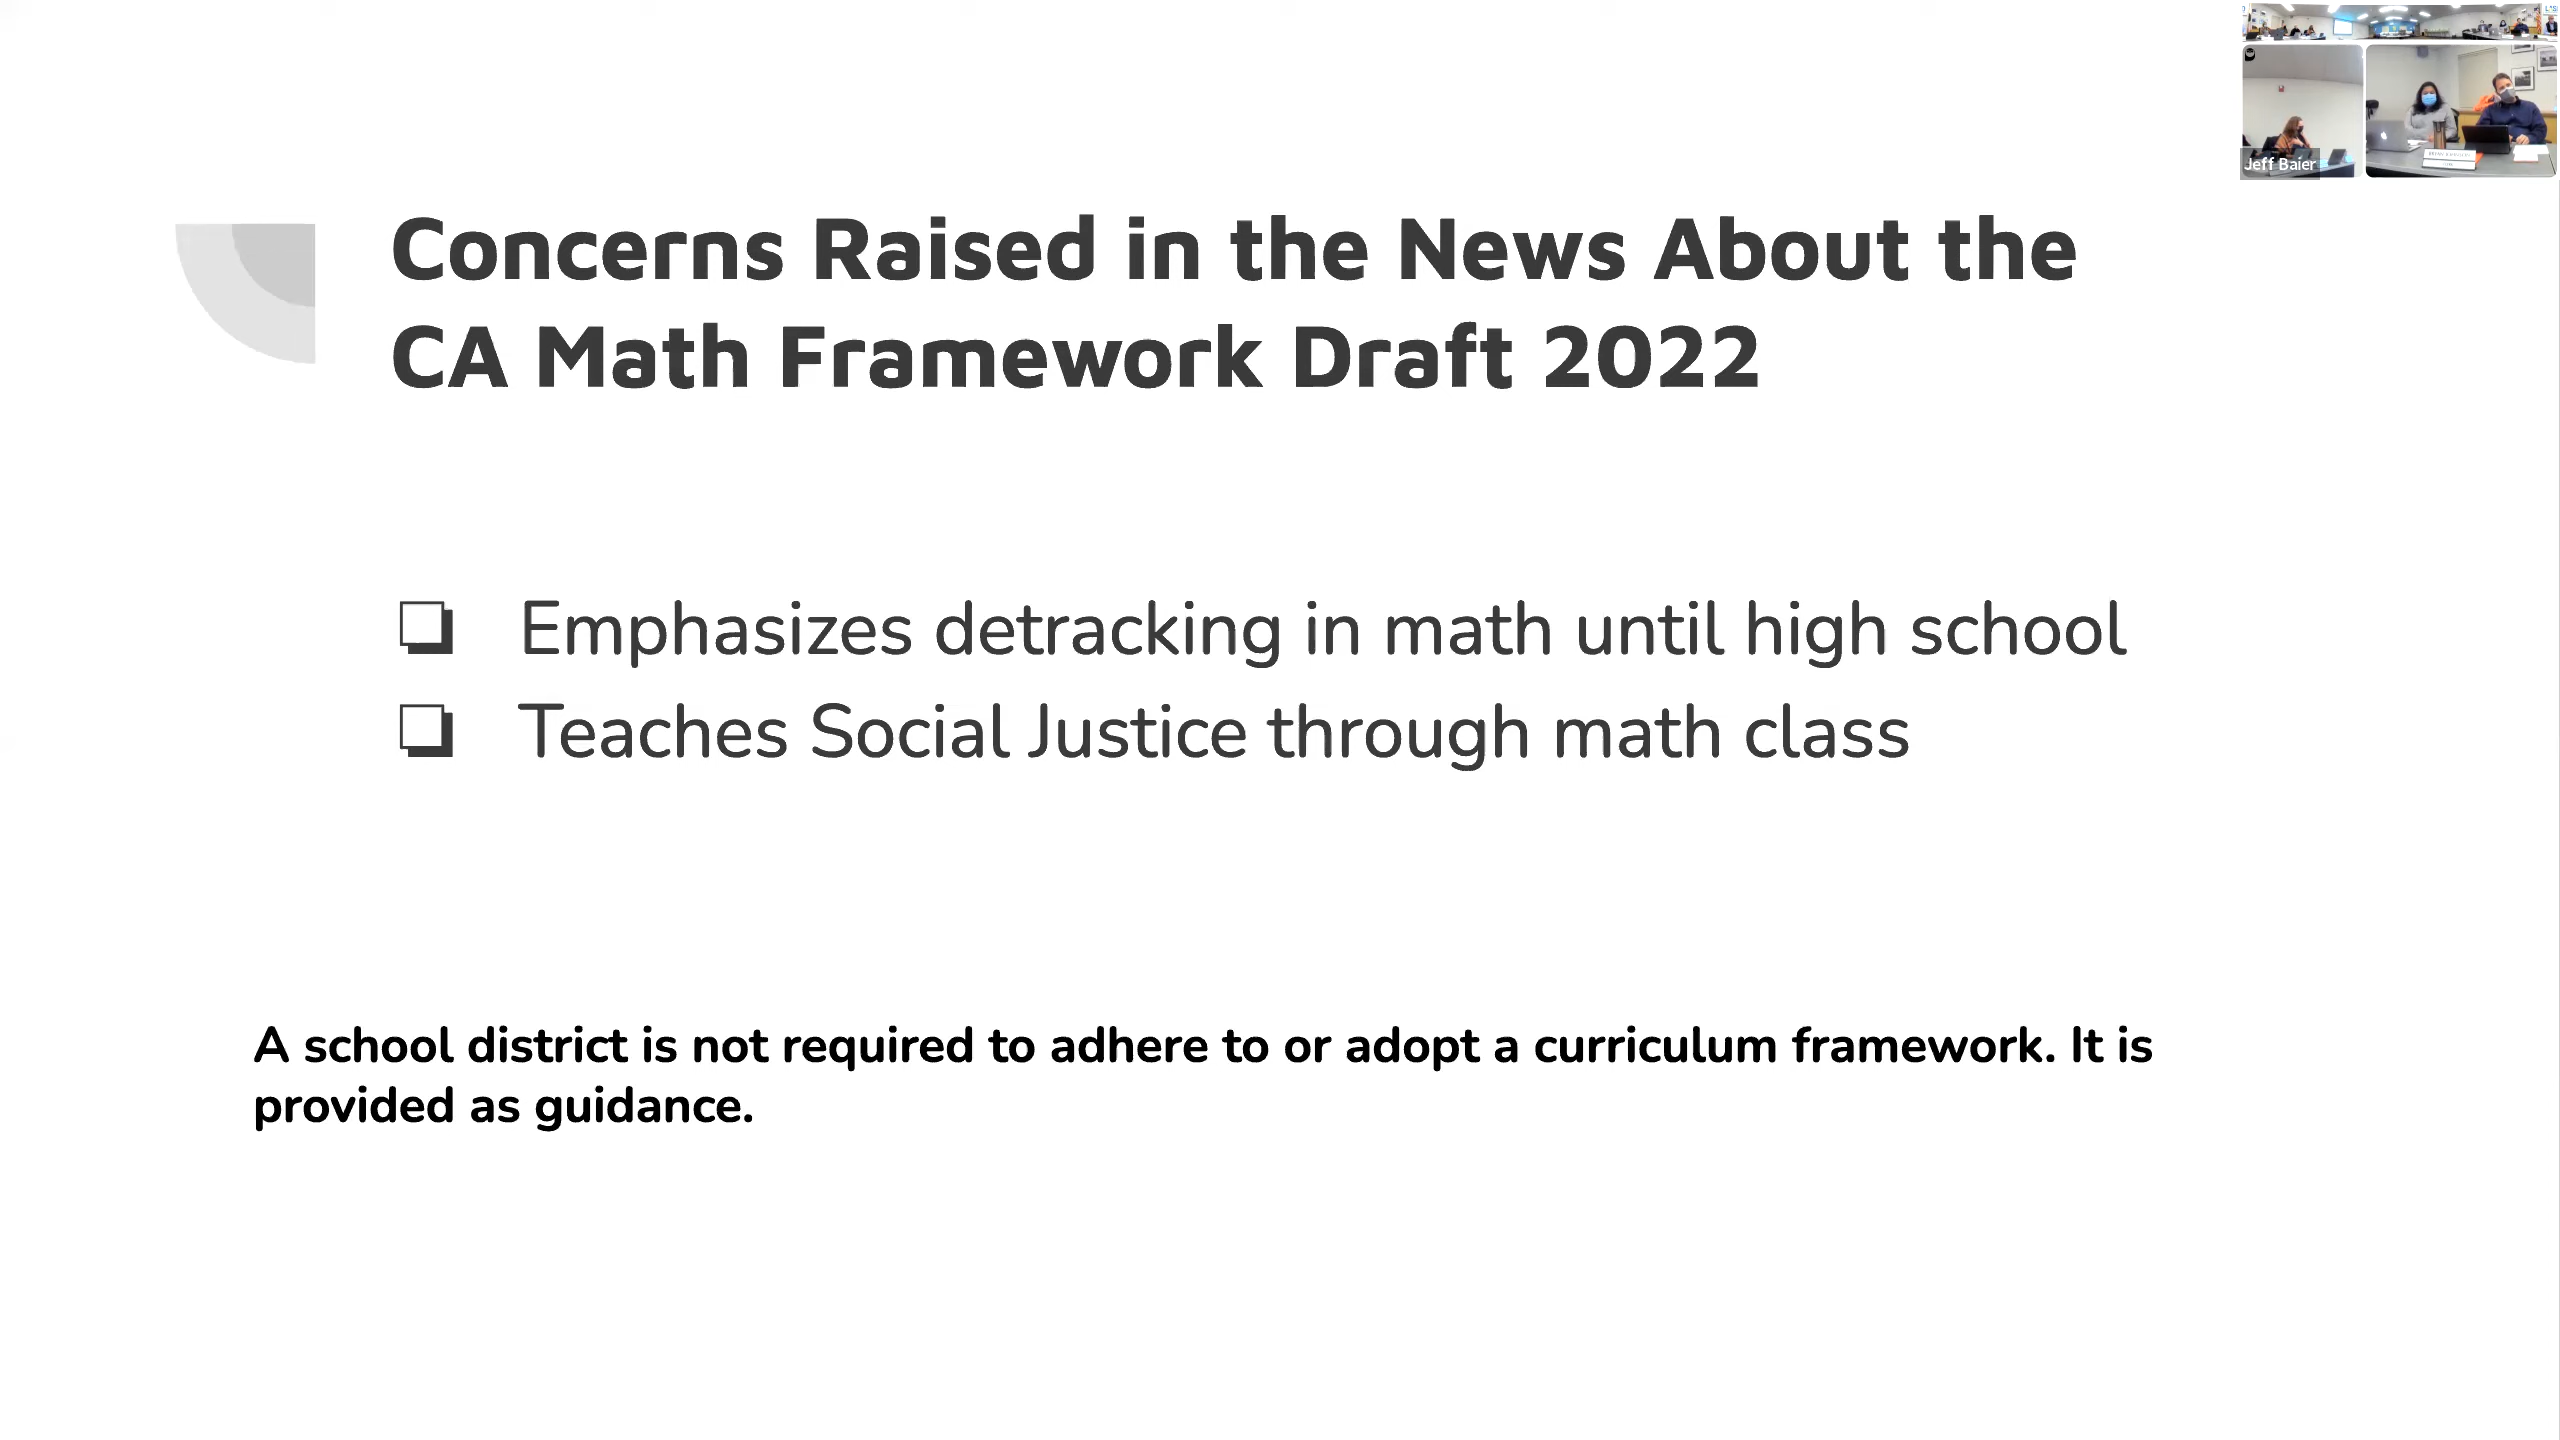 Concerns Raised in the News About the
CA Math Framework Draft 2022
Emphasizes detracking in math until high school
Teaches Social Justice through math class
A school district is not required to adhere to or adopt a curriculum framework. It is
provided as guidance.
Jeff Baier